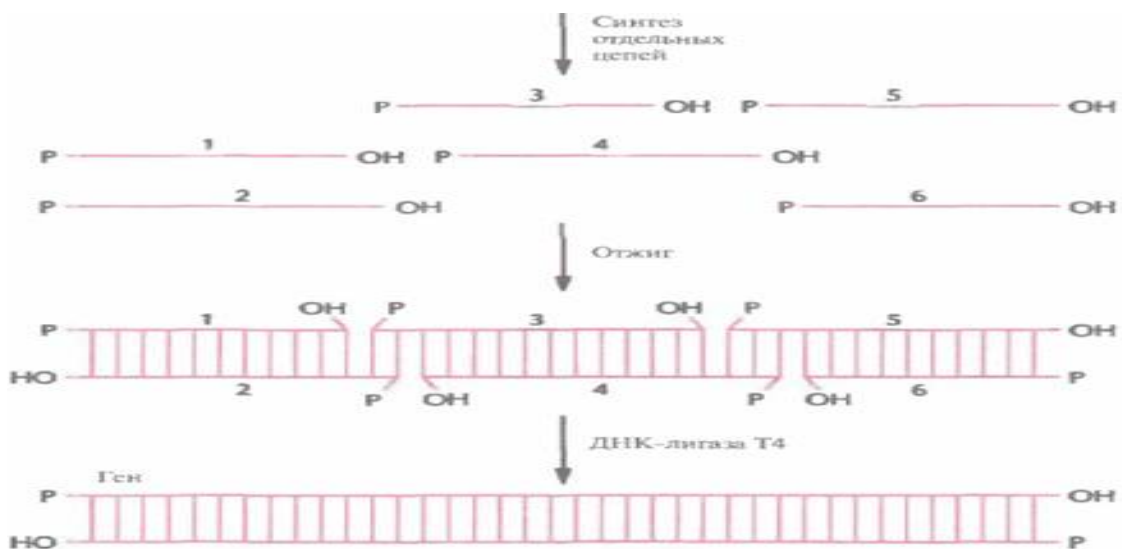 Синтез
отдельных
цепей
P 3 OH P 5 OH
P 1 OH P 4 OH
P 2 OH P 6 OH
Отжиг
OH P OH P
P 1 3 5 OH
HO 2 P OH 4 P OH 6 P
ДНК-лигаза Т4
Ген
P OH
HO P